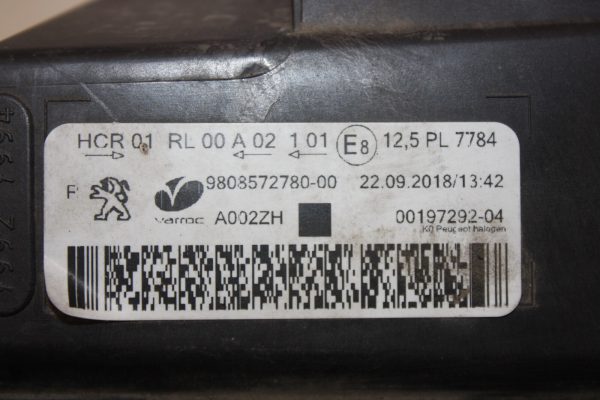 HCR 01 RL 00 A 02 1 01 E8 12,5 PL 7784
9808572780-00 22.09.2018/13:42
varroc A002ZH 00197292-04
K0 Peugeot halogen